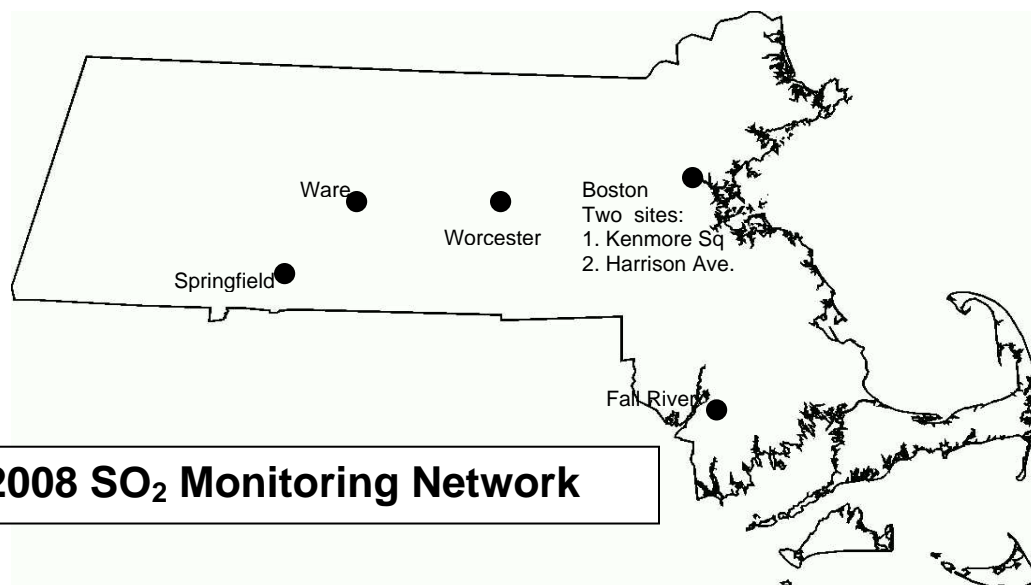 Ware
Worcester
Springfield
Boston
Two sites:
1. Kenmore Sq
2. Harrison Ave.
Fall River
2008 SO₂ Monitoring Network